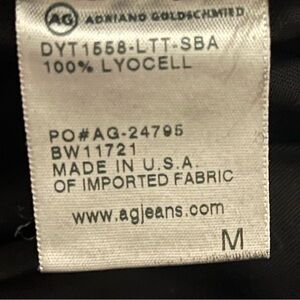 AG ADRIANO GOLDSCHMIED
DYT1558-LTT-SBA
100% LYOCELL
PO#AG-24795
BW11721
MADE IN U.S.A.
OF IMPORTED FABRIC
www.agjeans.com
M